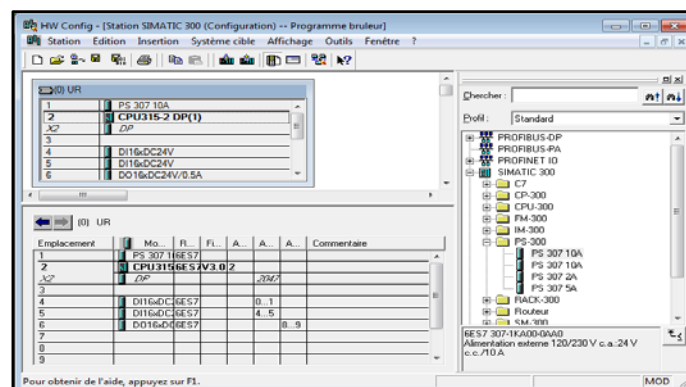 HW Config - [Station SIMATIC 300 (Configuration) -- Programme bruleur]
Station Edition Insertion Système cible Affichage Outils Fenêtre ?
(0) UR
1 PS 307 10A
2 CPU315-2 DP(1)
X2 DP
3
4 DI16xDC24V
5 DI16xDC24V
6 DO16xDC24V/0.5A
Chercher :
Profil : Standard
PROFIBUS-DP
PROFIBUS-PA
PROFINET IO
SIMATIC 300
C7
CP-300
CPU-300
FM-300
IM-300
PS-300
PS 307 10A
PS 307 10A
PS 307 2A
PS 307 5A
RACK-300
Routeur
SM-300
6ES7 307-1KA00-0AA0
Alimentation externe 120/230 V c.a.:24 V
c.c./10 A
(0) UR
Emplacement Mo... R... Fi... A... A... A... Commentaire
1 PS 307 1 6ES7
2 CPU315 6ES7 V3.0 2
X2 DP 2047
3
4 DI16xDC 6ES7 0...1
5 DI16xDC 6ES7 4...5
6 DO16xDC 6ES7 8...9
7
8
9
Pour obtenir de l'aide, appuyez sur F1.
MOD